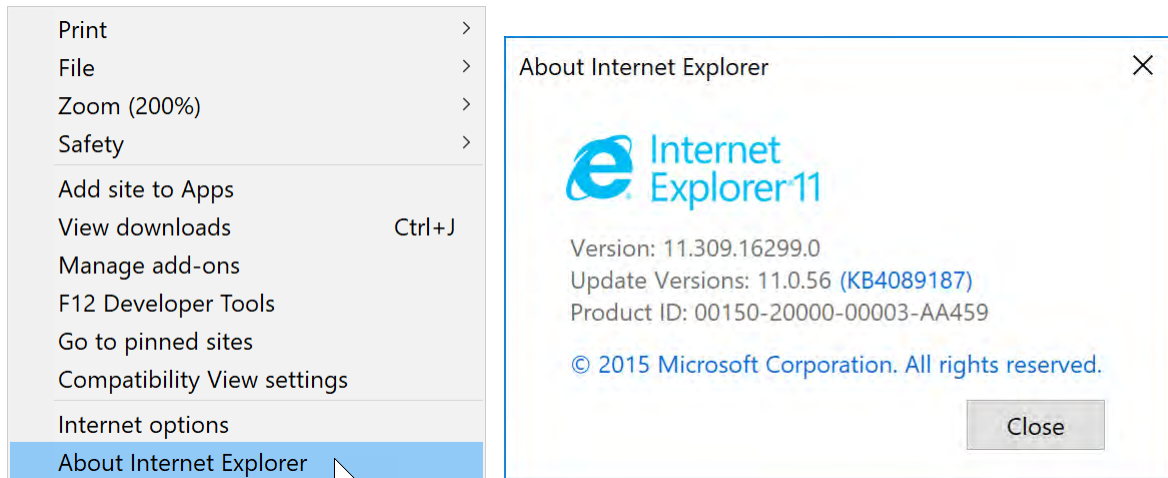 Print
File
Zoom (200%)
Safety
Add site to Apps
View downloads Ctrl+J
Manage add-ons
F12 Developer Tools
Go to pinned sites
Compatibility View settings
Internet options
About Internet Explorer
About Internet Explorer
Internet
Explorer®11
Version: 11.309.16299.0
Update Versions: 11.0.56 (KB4089187)
Product ID: 00150-20000-00003-AA459
© 2015 Microsoft Corporation. All rights reserved.
Close